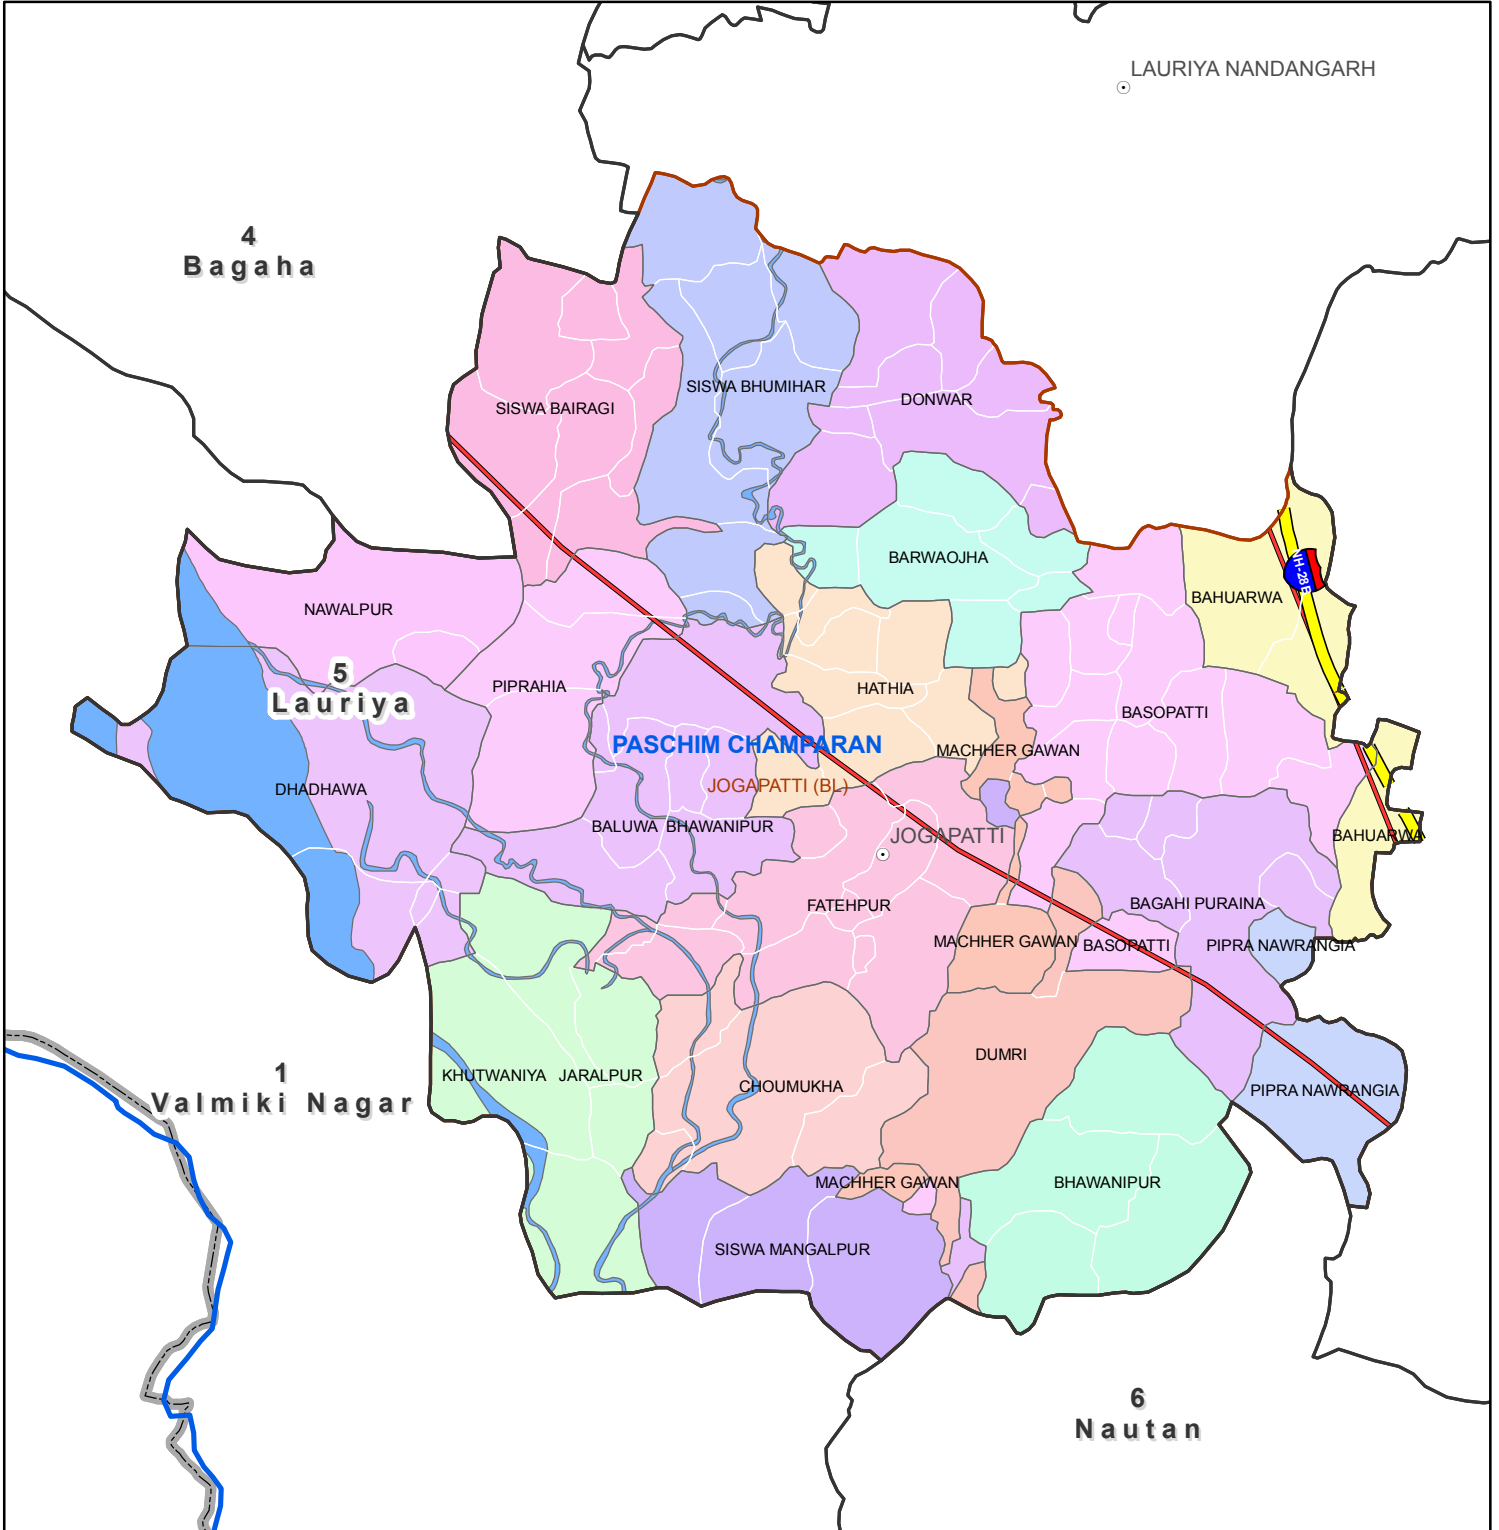 LAURIYA NANDANGARH
4
Bagaha
SISWA BHUMIHAR
DONWAR
SISWA BAIRAGI
BARWAOJHA
NH-28B
BAHUARWA
NAWALPUR
5
Lauriya
PIPRAHIA
HATHIA
BASOPATTI
PASCHIM CHAMPARAN
MACHHER GAWAN
JOGAPATTI (BL)
DHADHAWA
BALUWA BHAWANIPUR
JOGAPATTI
BAHUARWA
FATEHPUR
BAGAHI PURAINA
MACHHER GAWAN
BASOPATTI
PIPRA NAWRANGIA
DUMRI
1
Valmiki Nagar
KHUTWANIYA JARALPUR
CHOUMUKHA
PIPRA NAWRANGIA
MACHHER GAWAN
BHAWANIPUR
SISWA MANGALPUR
6
Nautan